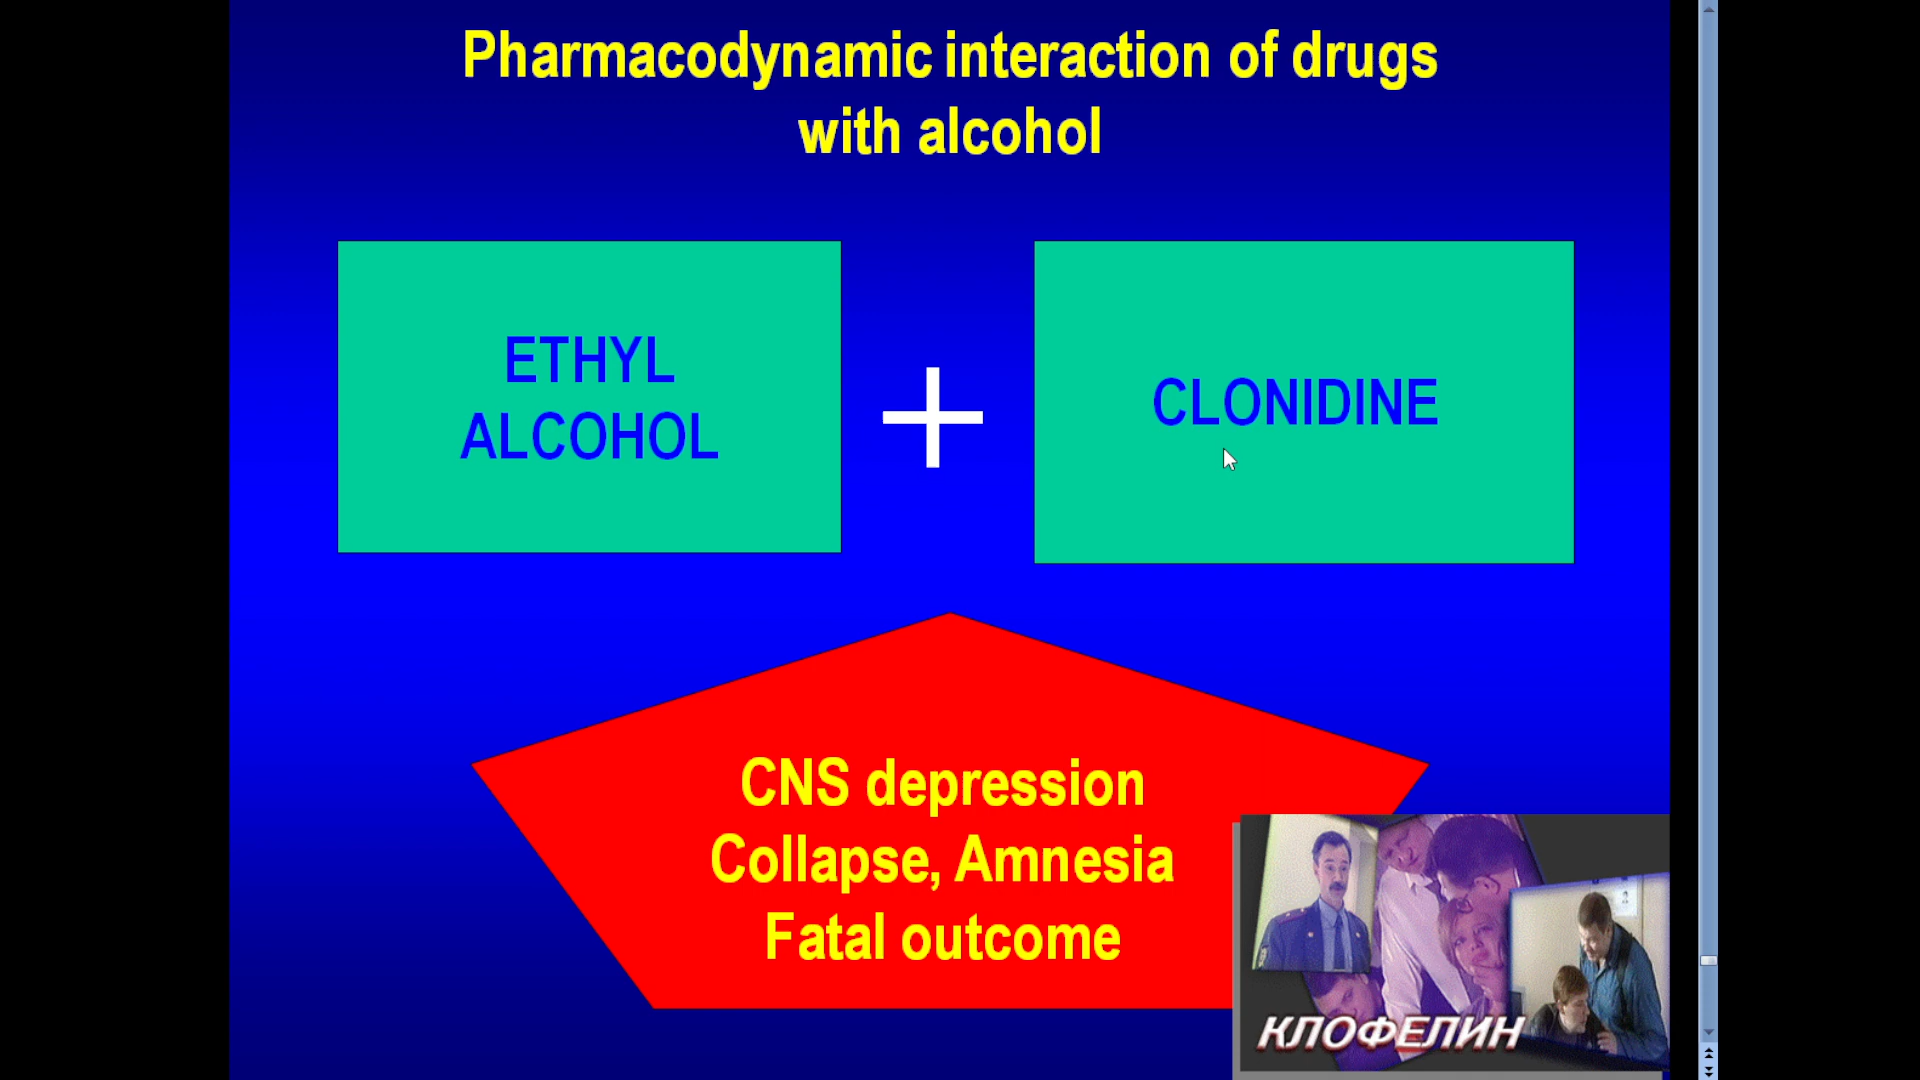 Pharmacodynamic interaction of drugs
with alcohol
ETHYL
ALCOHOL
+
CLONIDINE
CNS depression
Collapse, Amnesia
Fatal outcome
КЛОФЕЛИН